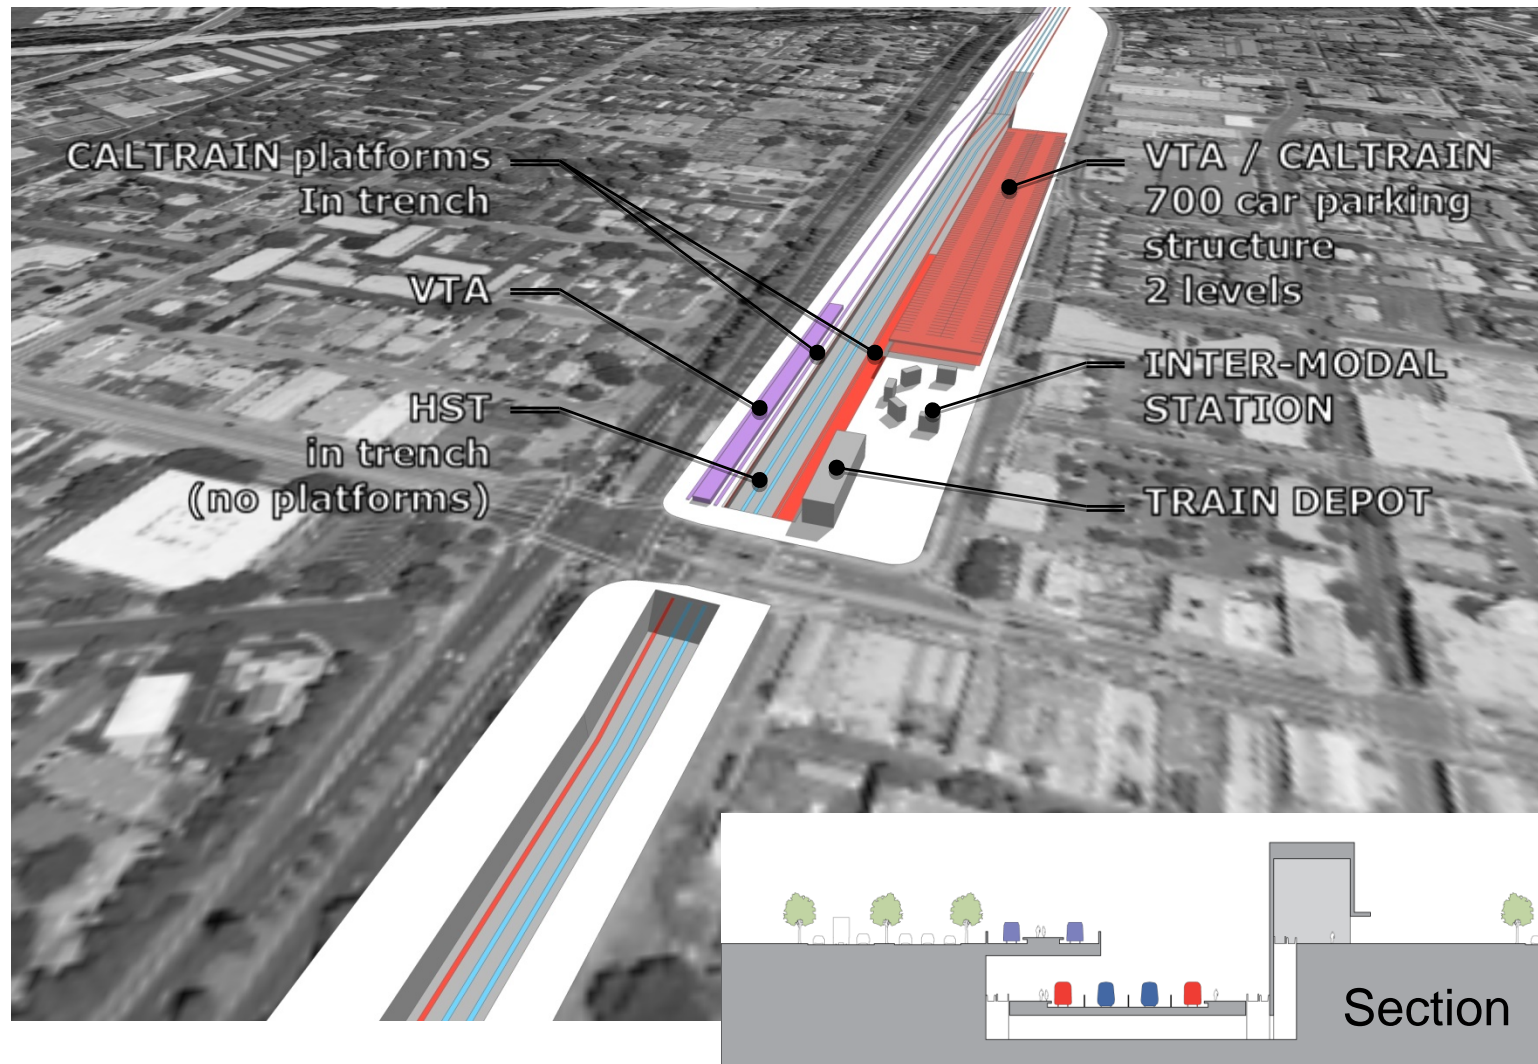 CALTRAIN platforms
In trench
VTA
HST
in trench
(no platforms)
VTA / CALTRAIN
700 car parking
structure
2 levels
INTER-MODAL
STATION
TRAIN DEPOT
Section